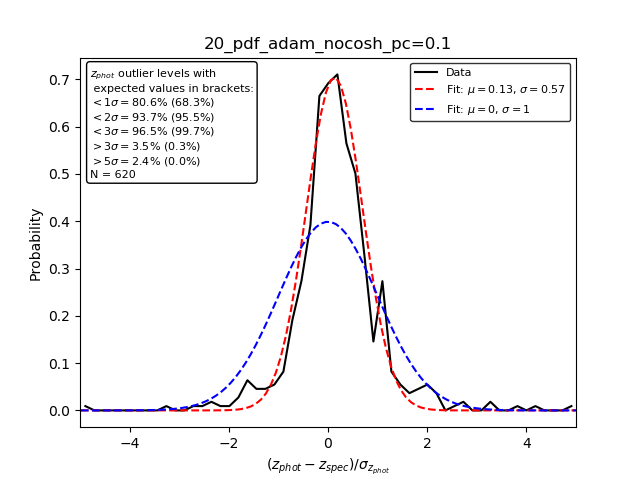 20_pdf_adam_nocosh_pc=0.1
z_phot outlier levels with
expected values in brackets:
< 1σ = 80.6% (68.3%)
< 2σ = 93.7% (95.5%)
< 3σ = 96.5% (99.7%)
> 3σ = 3.5% (0.3%)
> 5σ = 2.4% (0.0%)
N = 620
Data
Fit: μ = 0.13, σ = 0.57
Fit: μ = 0, σ = 1
Probability
0.7
0.6
0.5
0.4
0.3
0.2
0.1
0.0
−4 −2 0 2 4
(z_phot − z_spec)/σ_z_phot